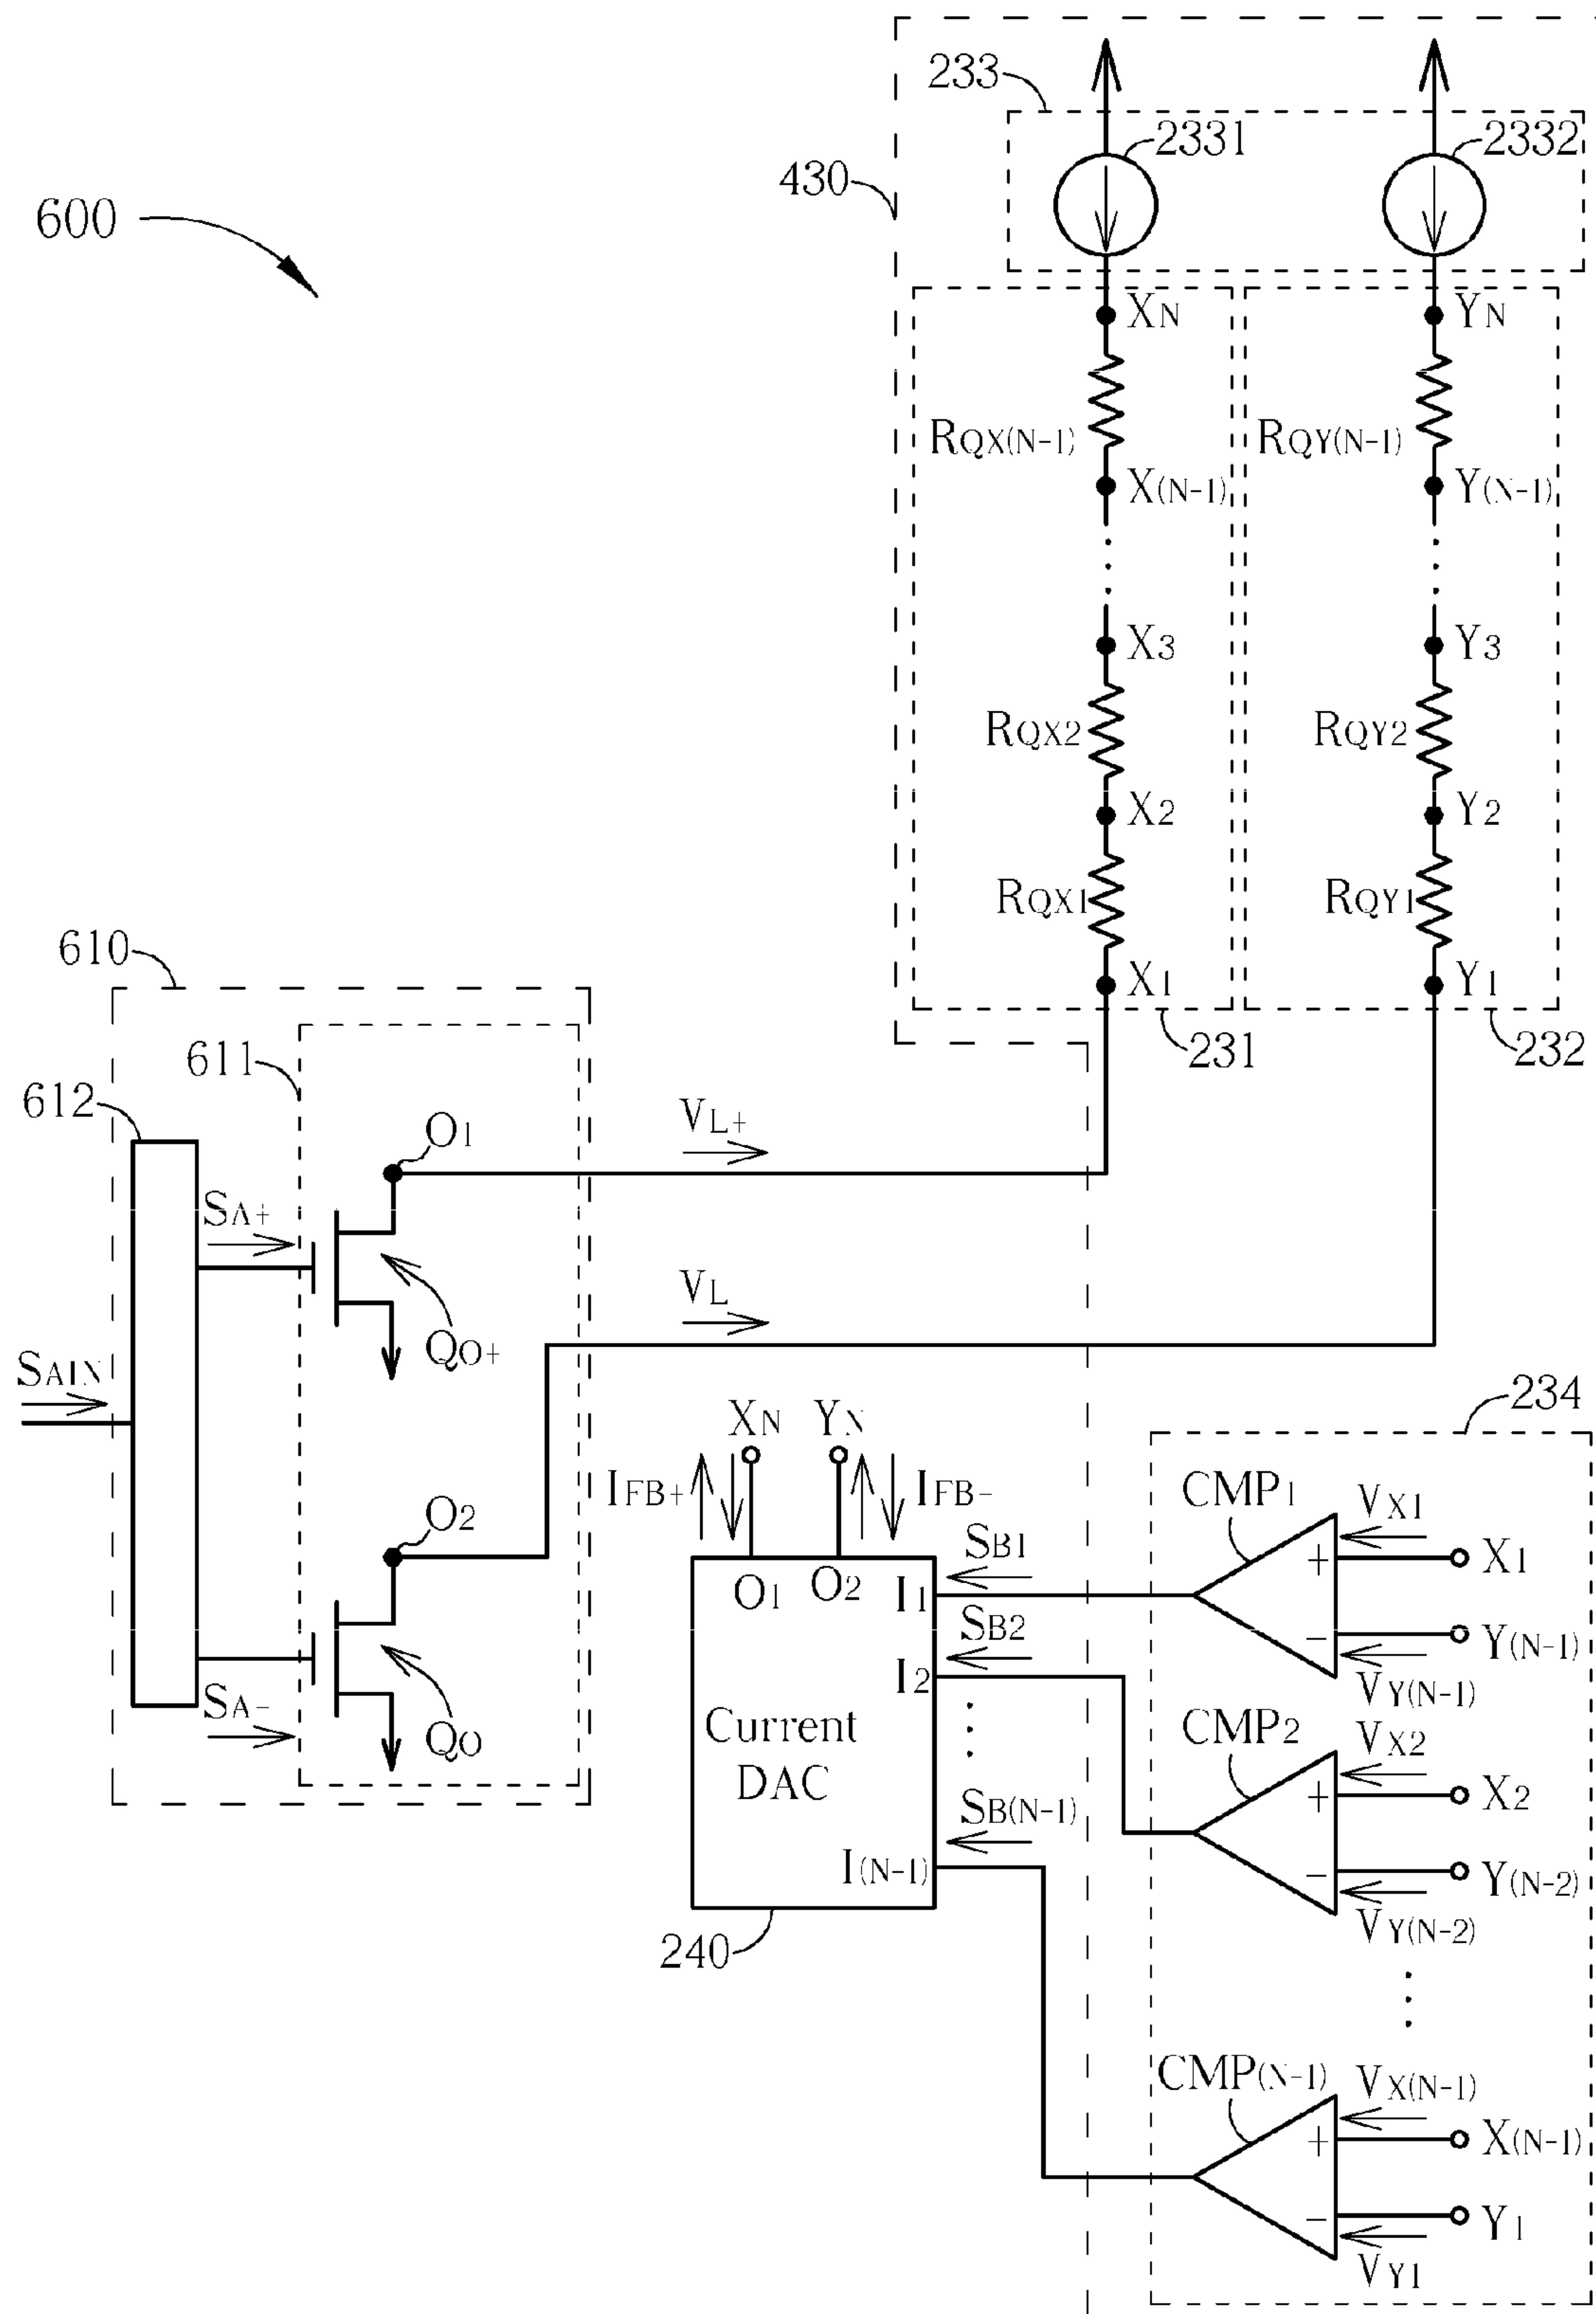 600
233
2331
2332
430
XN
YN
RQX(N-1)
RQY(N-1)
X(N-1)
Y(N-1)
X3
Y3
RQX2
RQY2
X2
Y2
RQX1
RQY1
X1
Y1
231
232
610
611
612
O1
VL+
SA+
QO+
VL
SAIN
234
XN
YN
IFB+
IFB-
O2
SB1
CMP1
VX1
X1
O1
O2
I1
Y(N-1)
SB2
VY(N-1)
I2
SA-
QO
Current
DAC
CMP2
VX2
X2
SB(N-1)
Y(N-2)
I(N-1)
VY(N-2)
240
CMP(N-1)
VX(N-1)
X(N-1)
Y1
VY1